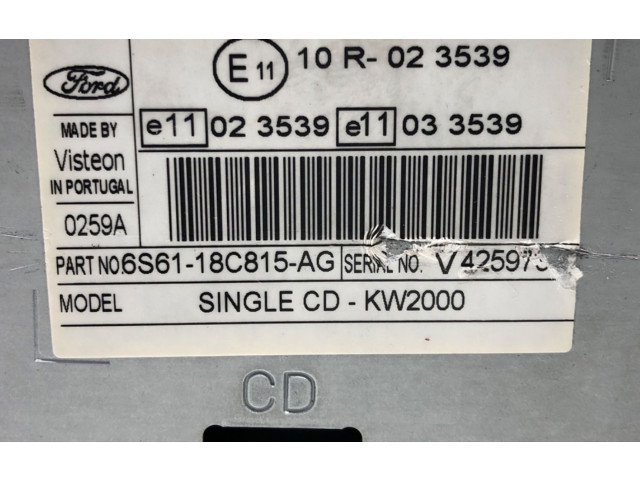 Ford
E 11 10 R- 02 3539
MADE BY
Visteon
IN PORTUGAL
e11 02 3539 e11 03 3539
0259A
PART NO. 6S61-18C815-AG SERIAL NO. V 425973
MODEL SINGLE CD - KW2000
CD